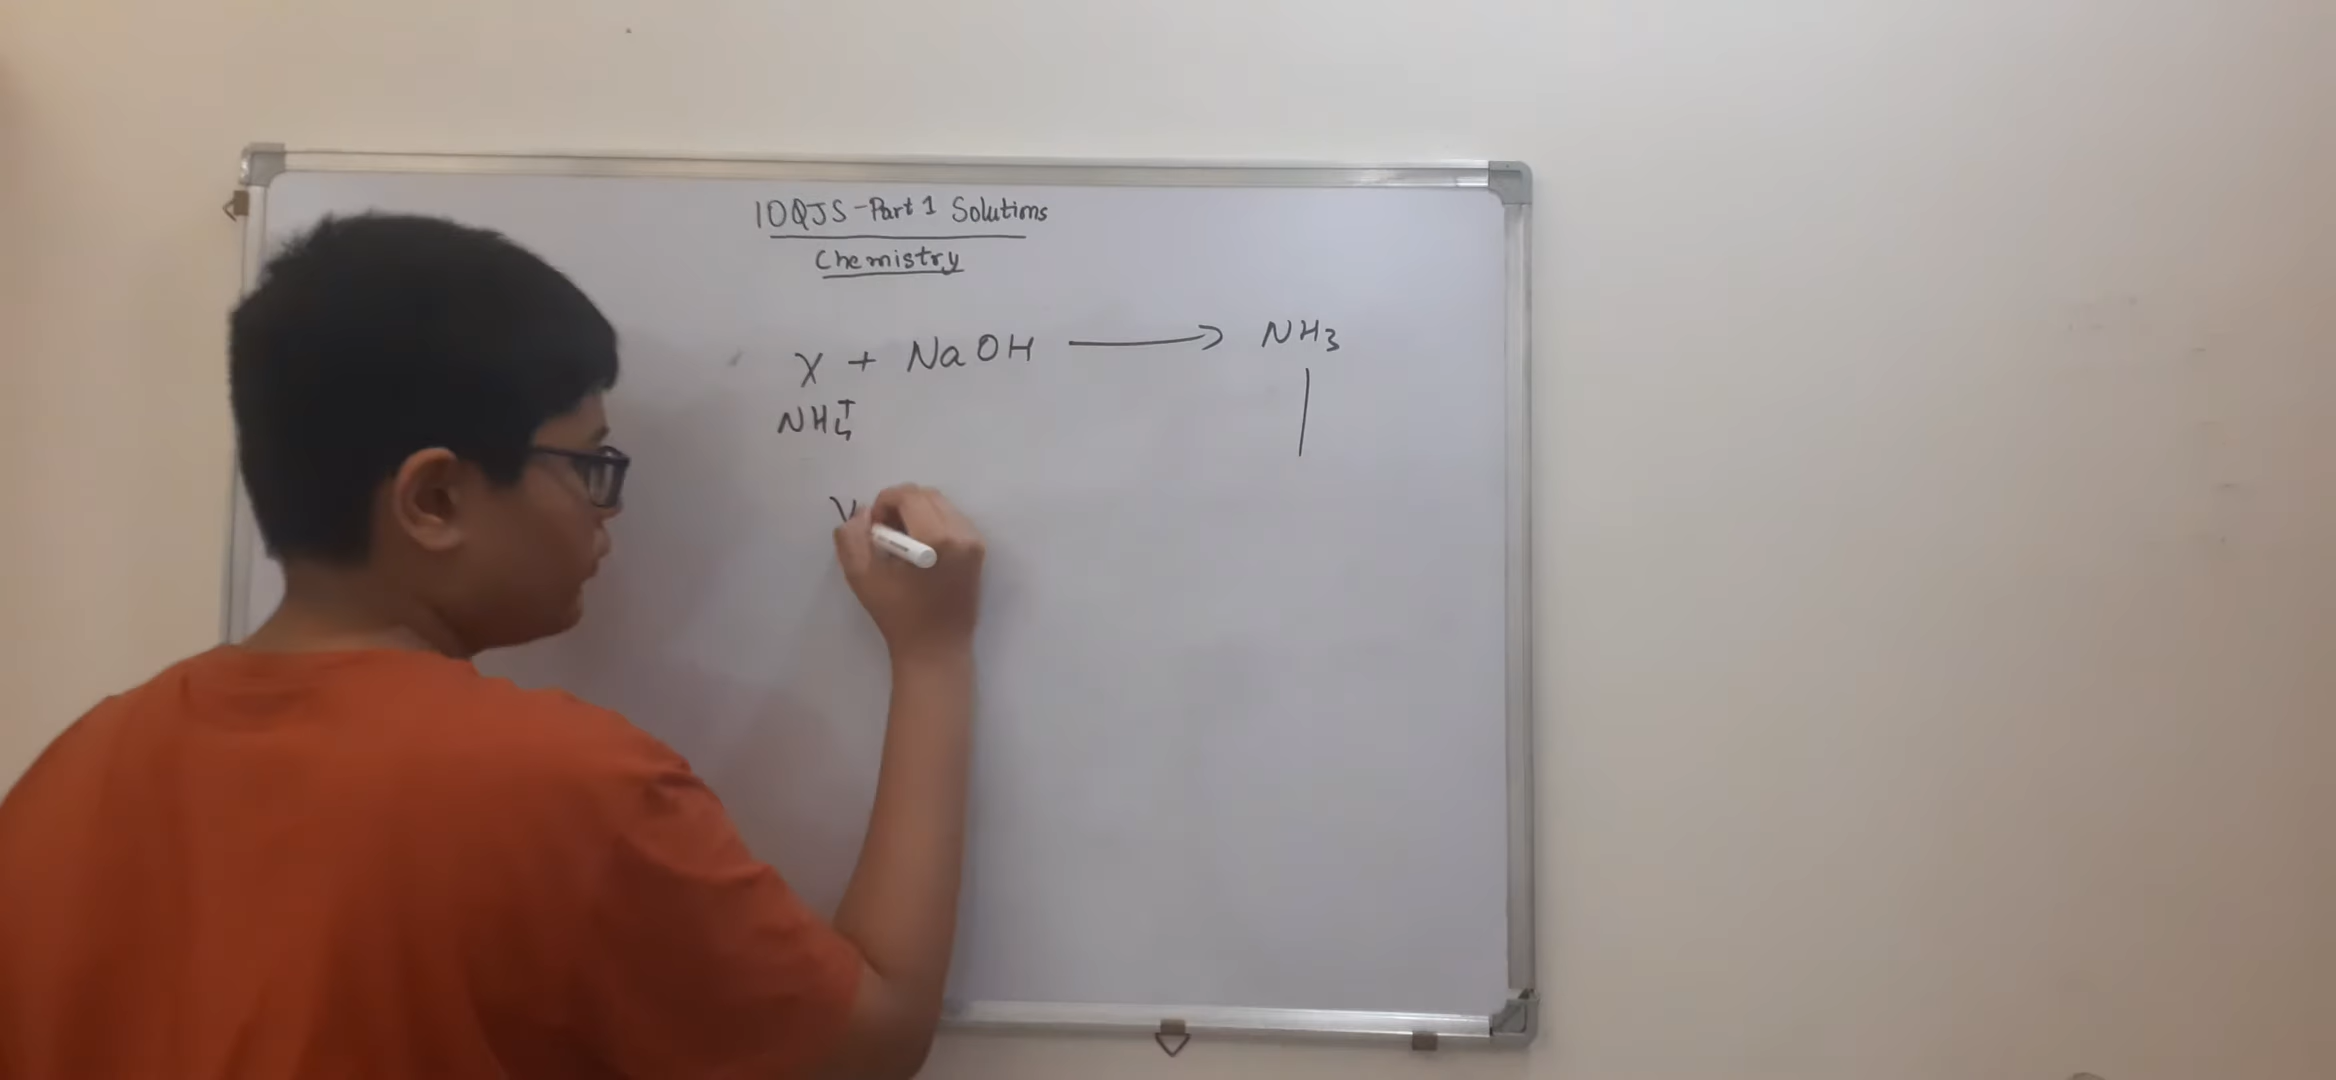 IOQJS-Part 1 Solutions
Chemistry
X + NaOH ⟶ NH3
NH4+